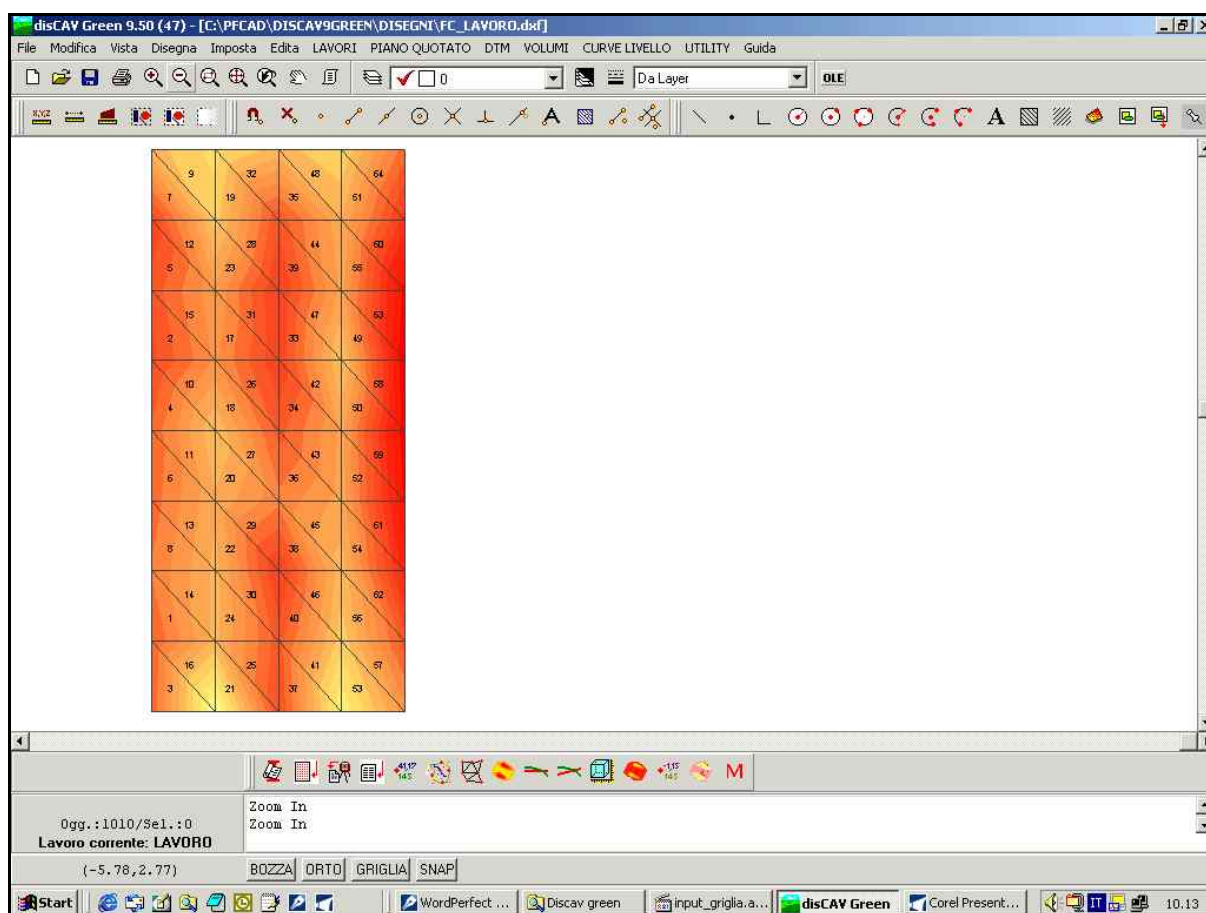 disCAV Green 9.50 (47) - [C:\PFCAD\DISCAV9GREEN\DISEGNI\FC_LAVORO.dxf]
File Modifica Vista Disegna Imposta Edita LAVORI PIANO QUOTATO DTM VOLUMI CURVE LIVELLO UTILITY Guida
0 Da Layer OLE
X,Y,Z A A
9 32 48 64
7 19 35 51
12 28 44 60
5 23 39
15 31 47
2 17 33 49
10 26 42 58
4 18 34 50
11 27 43 59
6 20 36 52
13 29 45 61
8 22 38 54
14 30 46 62
1 24 40
16 25 41 57
3 21 37 53
M
Zoom In
Ogg.:1010/Sel.:0 Zoom In
Lavoro corrente: LAVORO
(-5.78,2.77) BOZZA ORTO GRIGLIA SNAP
Start WordPerfect ... Discav green input_griglia.a... disCAV Green Corel Present... IT 10.13